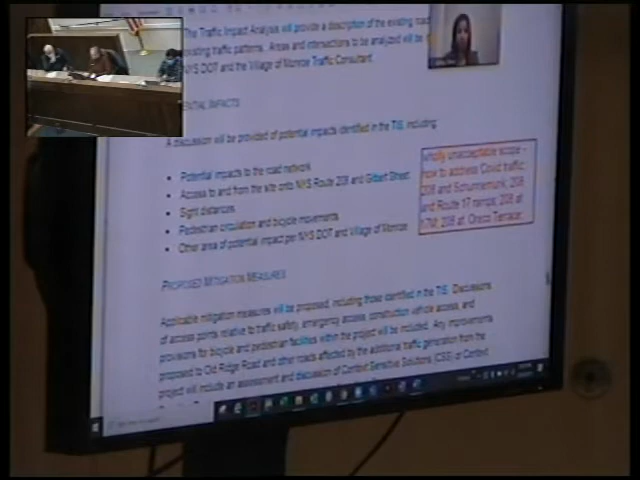 The Traffic Impact Analysis will provide a description of the existing road
existing traffic patterns. Areas and intersections to be analyzed will be
NYS DOT and the Village of Monroe Traffic Consultant.
ENTIAL IMPACTS
A discussion will be provided of potential impacts identified in the TIS, including:
• Potential impacts to the road network
• Access to and from the site onto NYS Route 208 and Gilbert Street
• Sight distances
• Pedestrian circulation and bicycle movements
• Other area of potential impact per NYS DOT and Village of Monroe
wholly unacceptable scope -
how to address Covid traffic;
208 and Schunnemunk; 208
and Route 17 ramps; 208 at
208 at Orec Terrace
PROPOSED MITIGATION MEASURES
Applicable mitigation measures will be proposed, including those identified in the TIS. Discussions
of access points relative to traffic safety, emergency access, construction vehicle access, and
provisions for bicycle and pedestrian facilities within the project will be included. Any improvements
proposed to Old Ridge Road and other roads affected by the additional traffic generation from the
project will include an assessment and discussion of Context Sensitive Solutions (CSS) or Context